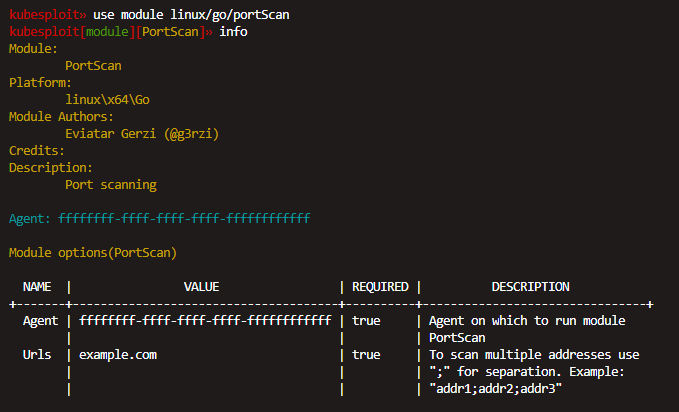 kubesploit» use module linux/go/portScan
kubesploit[module][PortScan]» info
Module:
        PortScan
Platform:
        linux\x64\Go
Module Authors:
        Eviatar Gerzi (@g3rzi)
Credits:
Description:
        Port scanning

Agent: ffffffff-ffff-ffff-ffff-ffffffffffff

Module options(PortScan)

  NAME  |                VALUE                 | REQUIRED |          DESCRIPTION
+-------+--------------------------------------+----------+--------------------------------+
  Agent | ffffffff-ffff-ffff-ffff-ffffffffffff | true     | Agent on which to run module
        |                                      |          | PortScan
  Urls  | example.com                          | true     | To scan multiple addresses use
        |                                      |          | ";" for separation. Example:
        |                                      |          | "addr1;addr2;addr3"